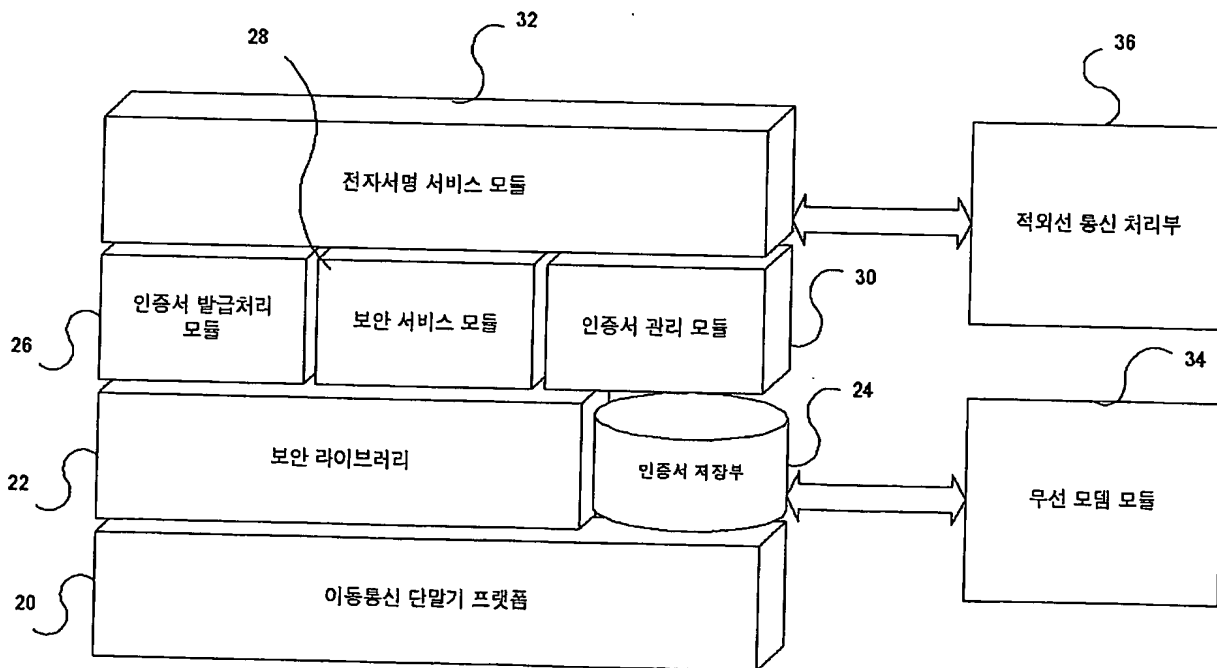 32
28
36
전자서명 서비스 모듈
적외선 통신 처리부
인증서 발급처리
모듈
보안 서비스 모듈
인증서 관리 모듈
30
26
34
24
보안 라이브러리
인증서 저장부
무선 모뎀 모듈
22
이동통신 단말기 프랫폼
20